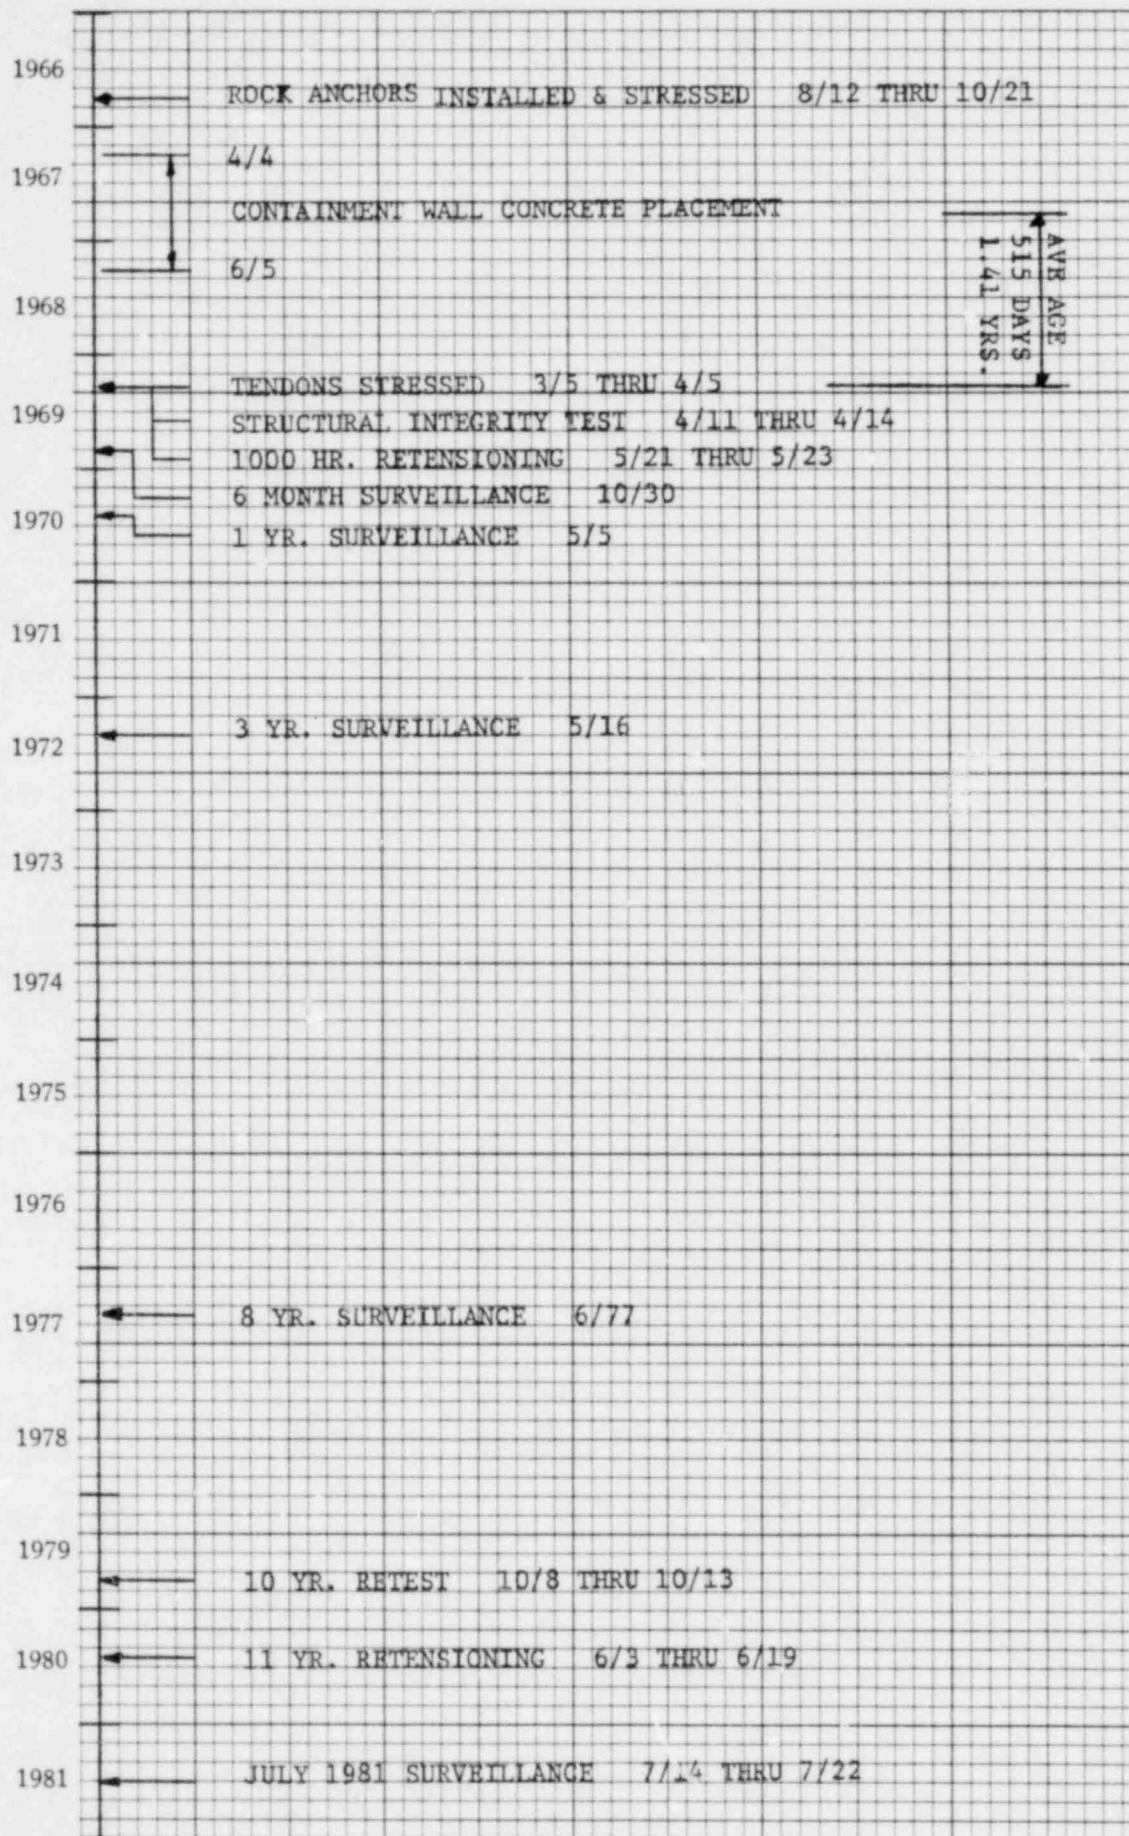 1966
ROCK ANCHORS INSTALLED & STRESSED 8/12 THRU 10/21
4/4
1967
CONTAINMENT WALL CONCRETE PLACEMENT
6/5
AVE AGE
515 DAYS
1.41 YRS.
1968
TENDONS STRESSED 3/5 THRU 4/5
1969
STRUCTURAL INTEGRITY TEST 4/11 THRU 4/14
1000 HR. RETENSIONING 5/21 THRU 5/23
6 MONTH SURVEILLANCE 10/30
1970
1 YR. SURVEILLANCE 5/5
1971
3 YR. SURVEILLANCE 5/16
1972
1973
1974
1975
1976
8 YR. SURVEILLANCE 6/77
1977
1978
1979
10 YR. RETEST 10/8 THRU 10/13
1980
11 YR. RETENSIONING 6/3 THRU 6/19
1981
JULY 1981 SURVEILLANCE 7/14 THRU 7/22